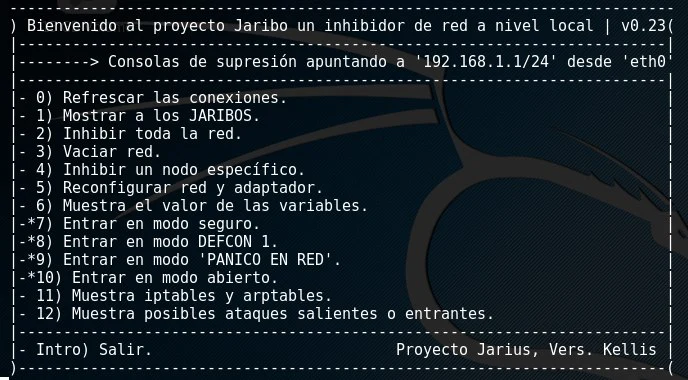 --------------------------------------------------------------------------
) Bienvenido al proyecto Jaribo un inhibidor de red a nivel local | v0.23(
|------------------------------------------------------------------------|
|--------> Consolas de supresión apuntando a '192.168.1.1/24' desde 'eth0'
|------------------------------------------------------------------------|
|- 0) Refrescar las conexiones.
|- 1) Mostrar a los JARIBOS.
|- 2) Inhibir toda la red.
|- 3) Vaciar red.
|- 4) Inhibir un nodo específico.
|- 5) Reconfigurar red y adaptador.
|- 6) Muestra el valor de las variables.
|-*7) Entrar en modo seguro.
|-*8) Entrar en modo DEFCON 1.
|-*9) Entrar en modo 'PANICO EN RED'.
|-*10) Entrar en modo abierto.
|- 11) Muestra iptables y arptables.
|- 12) Muestra posibles ataques salientes o entrantes.
|------------------------------------------------------------------------|
|- Intro) Salir.                           Proyecto Jarius, Vers. Kellis |
)------------------------------------------------------------------------(